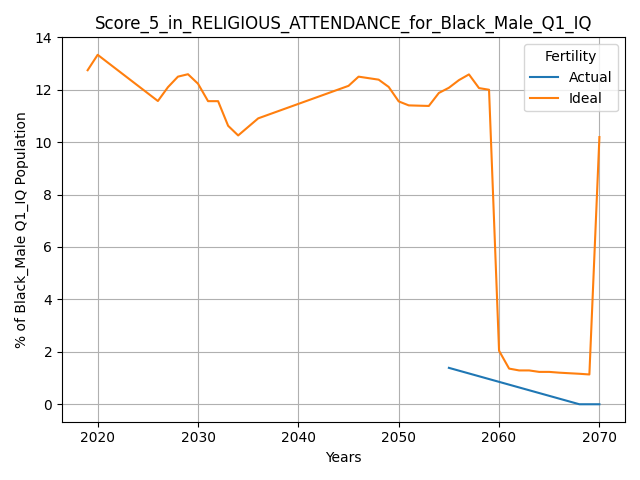 Score_5_in_RELIGIOUS_ATTENDANCE_for_Black_Male_Q1_IQ
% of Black_Male Q1_IQ Population
14
12
10
8
6
4
2
0
Fertility
Actual
Ideal
2020 2030 2040 2050 2060 2070
Years